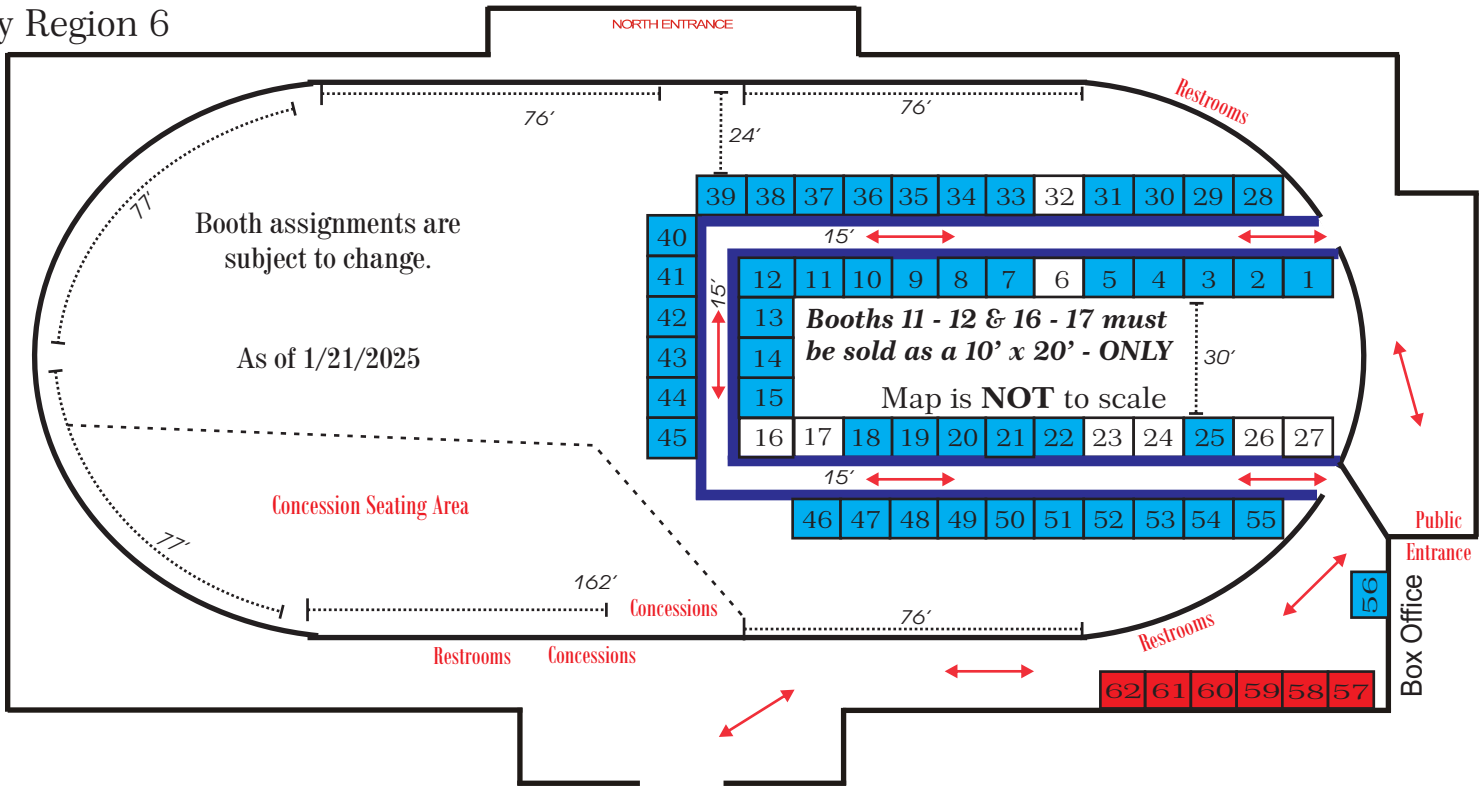 y Region 6
NORTH ENTRANCE
Restrooms
76'
76'
24'
77'
39 38 37 36 35 34 33 32 31 30 29 28
Booth assignments are
subject to change.
15'
40
41
42
43
44
45
15'
12 11 10 9 8 7 6 5 4 3 2 1
13
14
15
Booths 11 - 12 & 16 - 17 must
be sold as a 10' x 20' - ONLY
30'
As of 1/21/2025
Map is NOT to scale
16 17 18 19 20 21 22 23 24 25 26 27
15'
Concession Seating Area
46 47 48 49 50 51 52 53 54 55
Public
Entrance
77'
162'
Concessions
76'
56
Box Office
Restrooms
Restrooms
Concessions
62 61 60 59 58 57